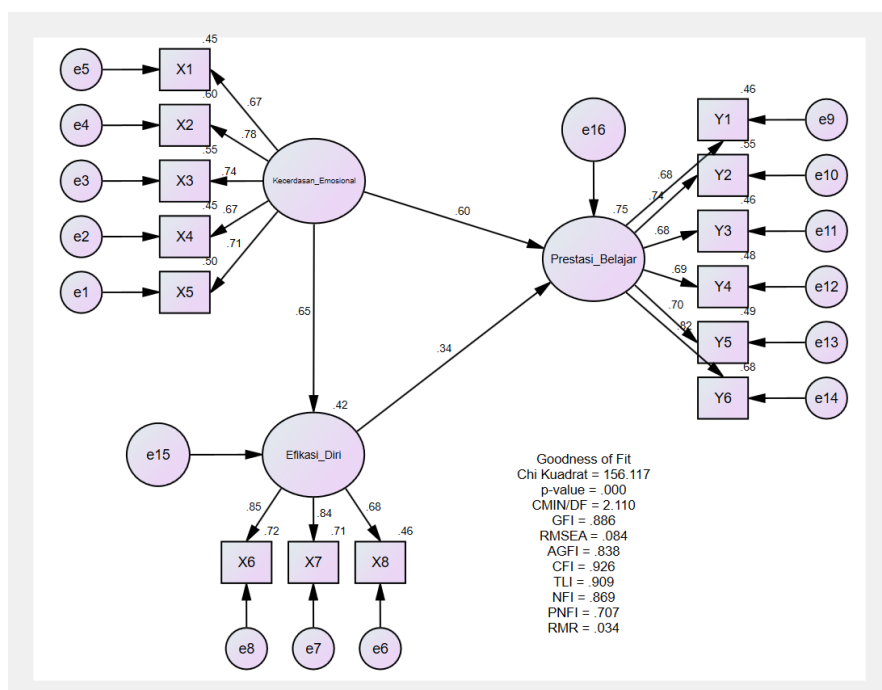 .45
e5
X1
.67
.60
e4
X2
.78
.55
e3
X3
.74
.45
e2
X4
.67
.50
e1
X5
.71
Kecerdasan_Emosional
.60
.65
.34
e16
.75
Prestasi_Belajar
.46
Y1
e9
.68
.55
Y2
e10
.74
.46
Y3
e11
.68
.48
Y4
e12
.69
.49
Y5
e13
.70
.68
Y6
e14
.82
.42
e15
Efikasi_Diri
.85
.84
.68
.72
.71
.46
X6
X7
X8
e8
e7
e6
Goodness of Fit
Chi Kuadrat = 156.117
p-value = .000
CMIN/DF = 2.110
GFI = .886
RMSEA = .084
AGFI = .838
CFI = .926
TLI = .909
NFI = .869
PNFI = .707
RMR = .034